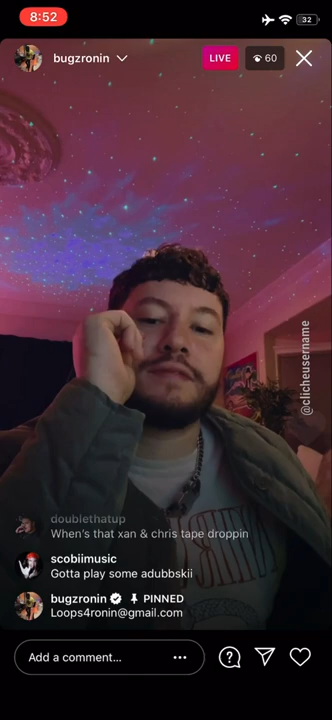 8:52
32
bugzronin
LIVE
60
@clicheusername
doublethatup
When's that xan & chris tape droppin
scobiimusic
Gotta play some adubbskii
bugzronin PINNED
Loops4ronin@gmail.com
Add a comment...